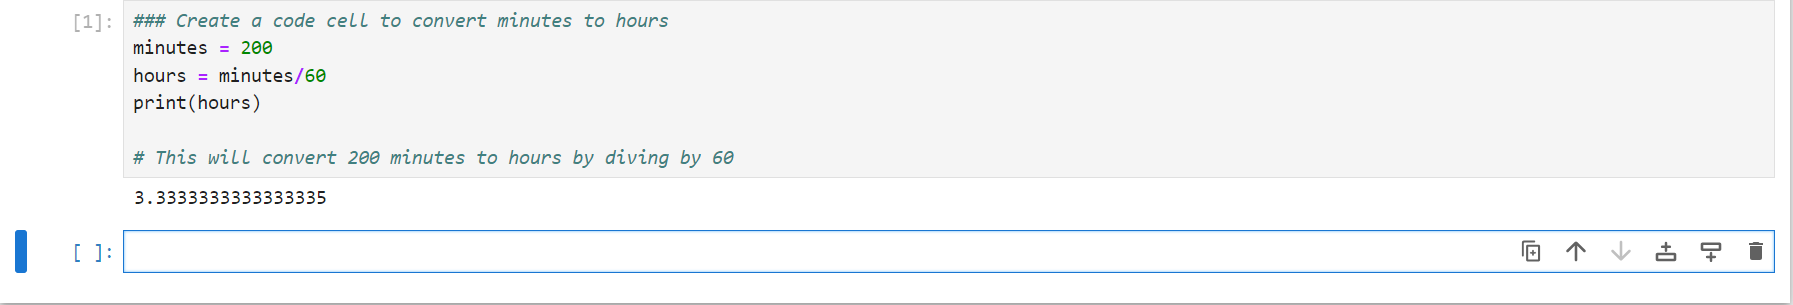 [1]: ### Create a code cell to convert minutes to hours
minutes = 200
hours = minutes/60
print(hours)
# This will convert 200 minutes to hours by diving by 60
3.3333333333333335
[ ]: